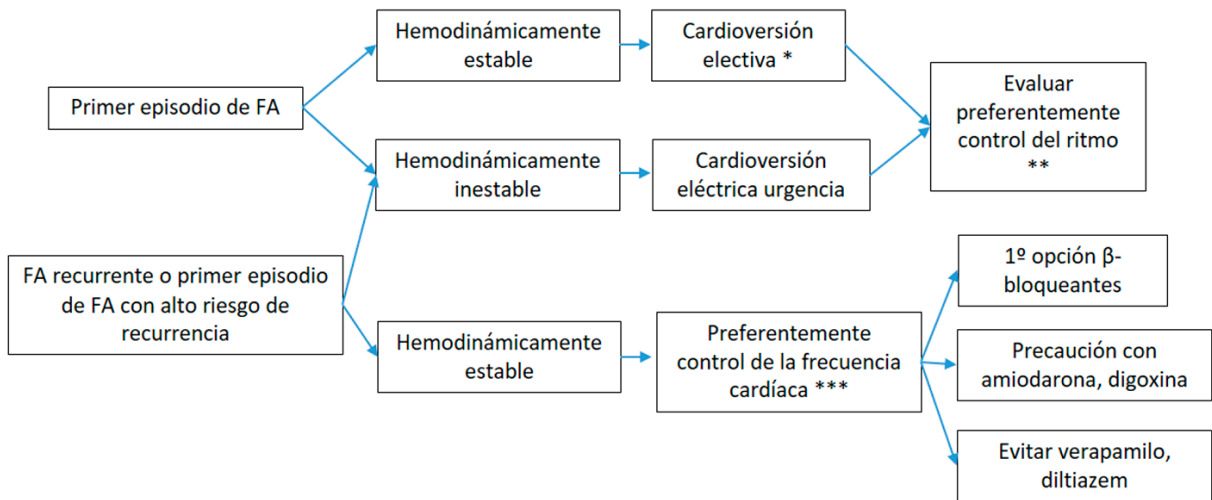 Primer episodio de FA
Hemodinámicamente
estable
Cardioversión
electiva *
Evaluar
preferentemente
control del ritmo
**
Hemodinámicamente
inestable
Cardioversión
eléctrica urgencia
FA recurrente o primer episodio
de FA con alto riesgo de
recurrencia
Hemodinámicamente
estable
Preferentemente
control de la frecuencia
cardíaca ***
1º opción β-
bloqueantes
Precaución con
amiodarona, digoxina
Evitar verapamilo,
diltiazem